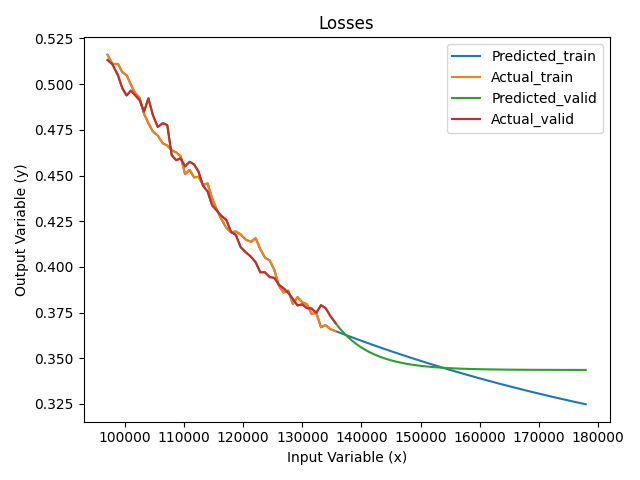 Losses
Output Variable (y)
0.525
0.500
0.475
0.450
0.425
0.400
0.375
0.350
0.325
Predicted_train
Actual_train
Predicted_valid
Actual_valid
100000 110000 120000 130000 140000 150000 160000 170000 180000
Input Variable (x)